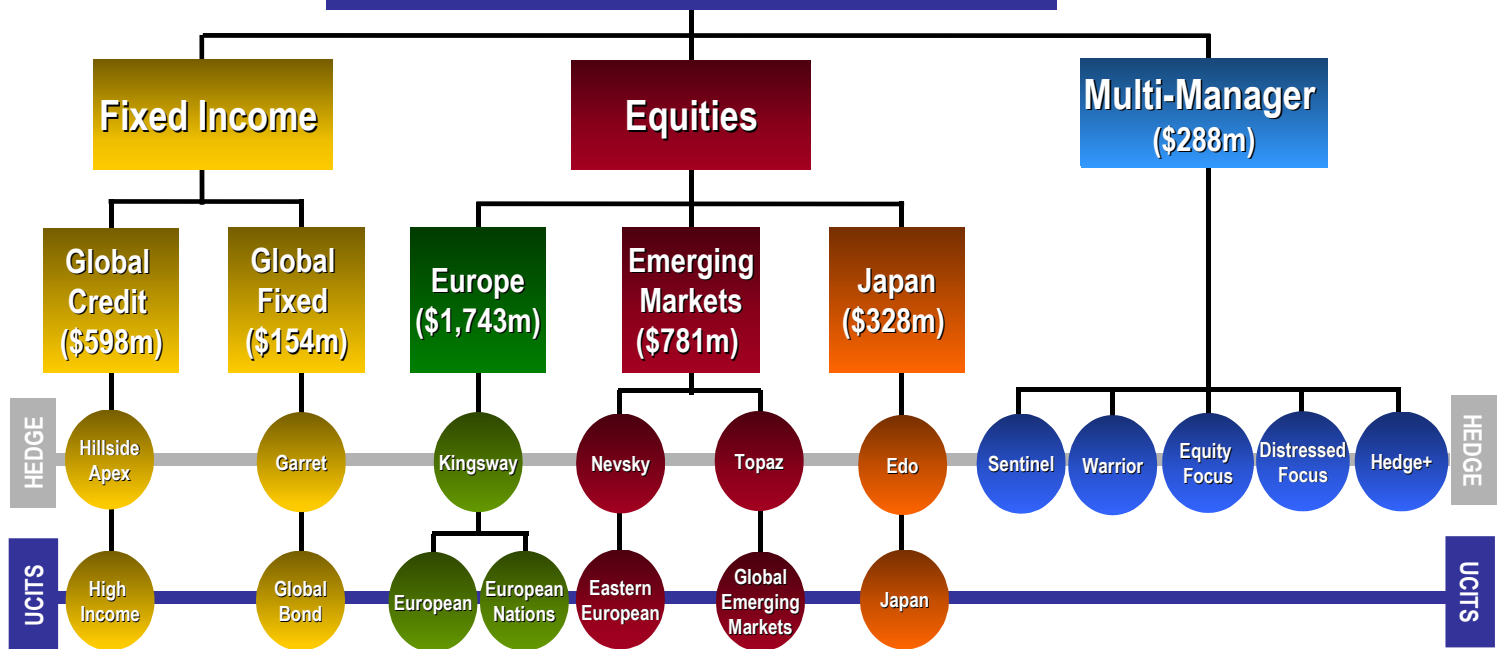 Fixed Income
Equities
Multi-Manager
($288m)
Global
Credit
($598m)
Global
Fixed
($154m)
Europe
($1,743m)
Emerging
Markets
($781m)
Japan
($328m)
HEDGE
Hillside
Apex
Garret
Kingsway
Nevsky
Topaz
Edo
Sentinel
Warrior
Equity
Focus
Distressed
Focus
Hedge+
HEDGE
UCITS
High
Income
Global
Bond
European
European
Nations
Eastern
European
Global
Emerging
Markets
Japan
UCITS